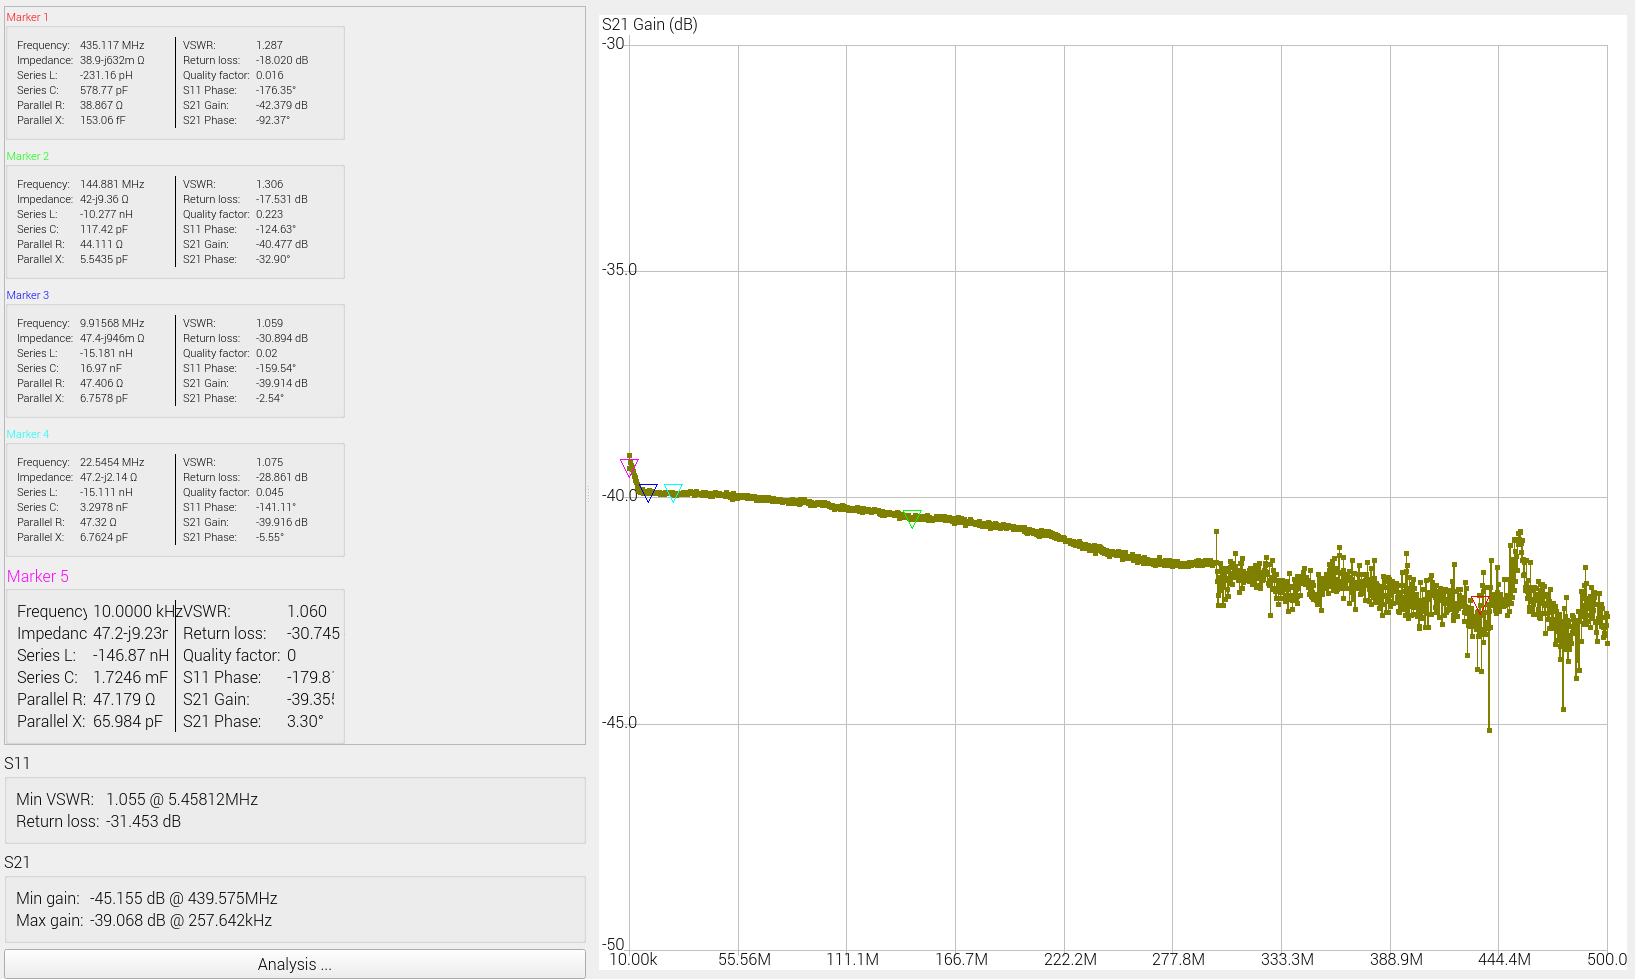 Marker 1
Frequency: 435.117 MHz VSWR: 1.287
Impedance: 38.9-j632m Ω Return loss: -18.020 dB
Series L: -231.16 pH Quality factor: 0.016
Series C: 578.77 pF S11 Phase: -176.35°
Parallel R: 38.867 Ω S21 Gain: -42.379 dB
Parallel X: 153.06 fF S21 Phase: -92.37°
Marker 2
Frequency: 144.881 MHz VSWR: 1.306
Impedance: 42-j9.36 Ω Return loss: -17.531 dB
Series L: -10.277 nH Quality factor: 0.223
Series C: 117.42 pF S11 Phase: -124.63°
Parallel R: 44.111 Ω S21 Gain: -40.477 dB
Parallel X: 5.5435 pF S21 Phase: -32.90°
Marker 3
Frequency: 9.91568 MHz VSWR: 1.059
Impedance: 47.4-j946m Ω Return loss: -30.894 dB
Series L: -15.181 nH Quality factor: 0.02
Series C: 16.97 nF S11 Phase: -159.54°
Parallel R: 47.406 Ω S21 Gain: -39.914 dB
Parallel X: 6.7578 pF S21 Phase: -2.54°
Marker 4
Frequency: 22.5454 MHz VSWR: 1.075
Impedance: 47.2-j2.14 Ω Return loss: -28.861 dB
Series L: -15.111 nH Quality factor: 0.045
Series C: 3.2978 nF S11 Phase: -141.11°
Parallel R: 47.32 Ω S21 Gain: -39.916 dB
Parallel X: 6.7624 pF S21 Phase: -5.55°
Marker 5
Frequency 10.0000 kHz VSWR: 1.060
Impedanc 47.2-j9.23r Return loss: -30.745
Series L: -146.87 nH Quality factor: 0
Series C: 1.7246 mF S11 Phase: -179.8
Parallel R: 47.179 Ω S21 Gain: -39.35
Parallel X: 65.984 pF S21 Phase: 3.30°
S11
Min VSWR: 1.055 @ 5.45812MHz
Return loss: -31.453 dB
S21
Min gain: -45.155 dB @ 439.575MHz
Max gain: -39.068 dB @ 257.642kHz
Analysis ...
S21 Gain (dB)
-30
-35.0
-40.0
-45.0
-50
10.00k 55.56M 111.1M 166.7M 222.2M 277.8M 333.3M 388.9M 444.4M 500.0